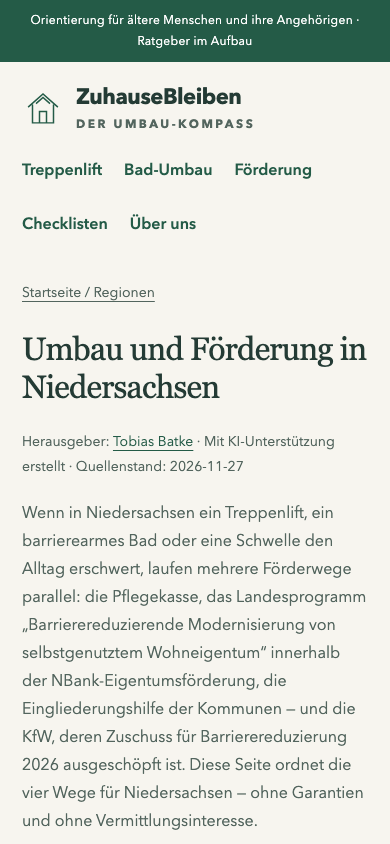 Orientierung für ältere Menschen und ihre Angehörigen ·
Ratgeber im Aufbau
ZuhauseBleiben
DER UMBAU-KOMPASS
Treppenlift Bad-Umbau Förderung
Checklisten Über uns
Startseite / Regionen
Umbau und Förderung in
Niedersachsen
Herausgeber: Tobias Batke · Mit KI-Unterstützung
erstellt · Quellenstand: 2026-11-27
Wenn in Niedersachsen ein Treppenlift, ein
barrierearmes Bad oder eine Schwelle den
Alltag erschwert, laufen mehrere Förderwege
parallel: die Pflegekasse, das Landesprogramm
„Barrierereduzierende Modernisierung von
selbstgenutztem Wohneigentum“ innerhalb
der NBank-Eigentumsförderung, die
Eingliederungshilfe der Kommunen – und die
KfW, deren Zuschuss für Barrierereduzierung
2026 ausgeschöpft ist. Diese Seite ordnet die
vier Wege für Niedersachsen – ohne Garantien
und ohne Vermittlungsinteresse.